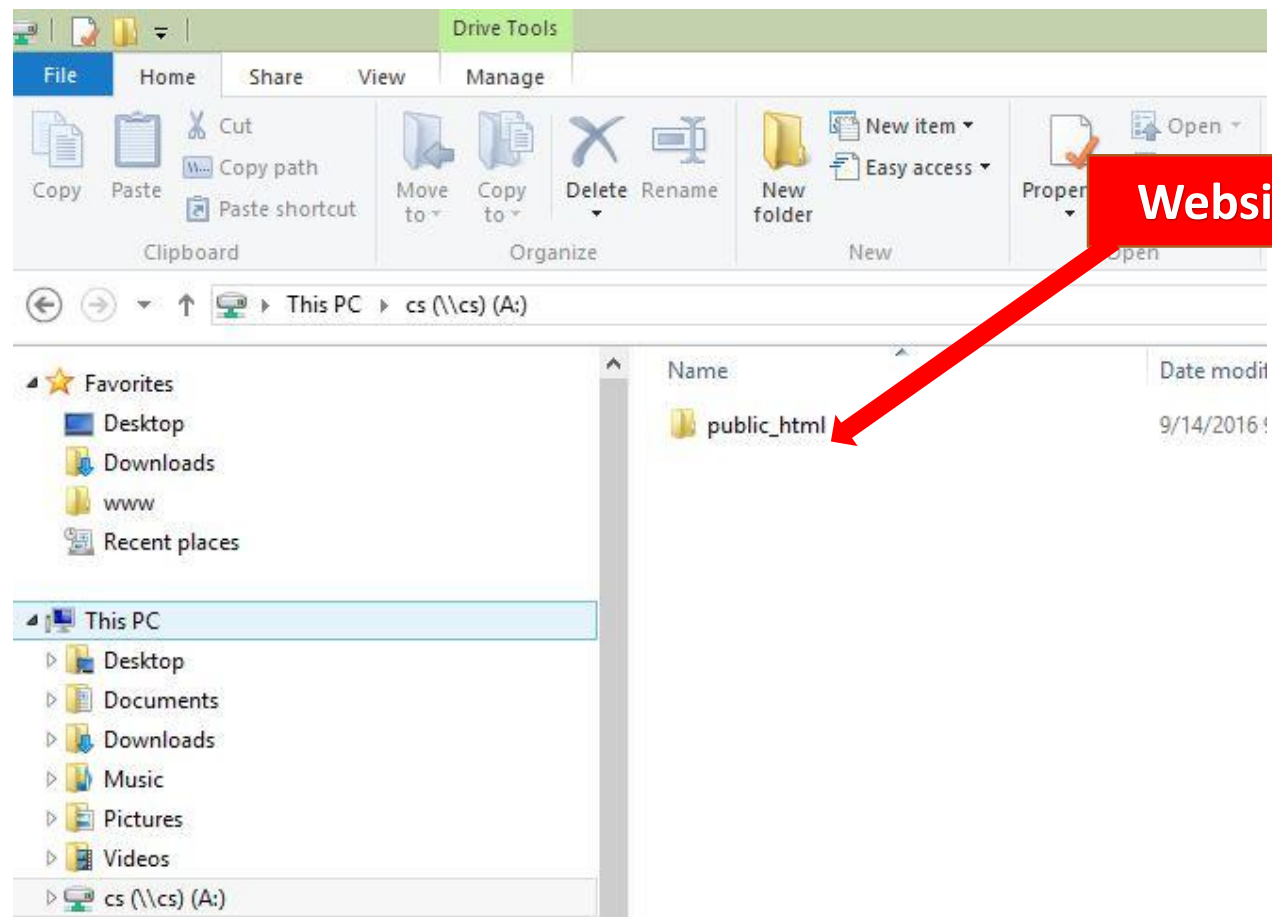 Drive Tools
File Home Share View Manage
Copy
Paste
Cut
Copy path
Paste shortcut
Move to
Copy to
Delete
Rename
New folder
New item
Easy access
Open
Clipboard
Organize
New
Open
This PC cs (\\cs) (A:)
Name
public_html
Favorites
Desktop
Downloads
www
Recent places
This PC
Desktop
Documents
Downloads
Music
Pictures
Videos
cs (\\cs) (A:)
Date modif
9/14/2016
Proper
Websi